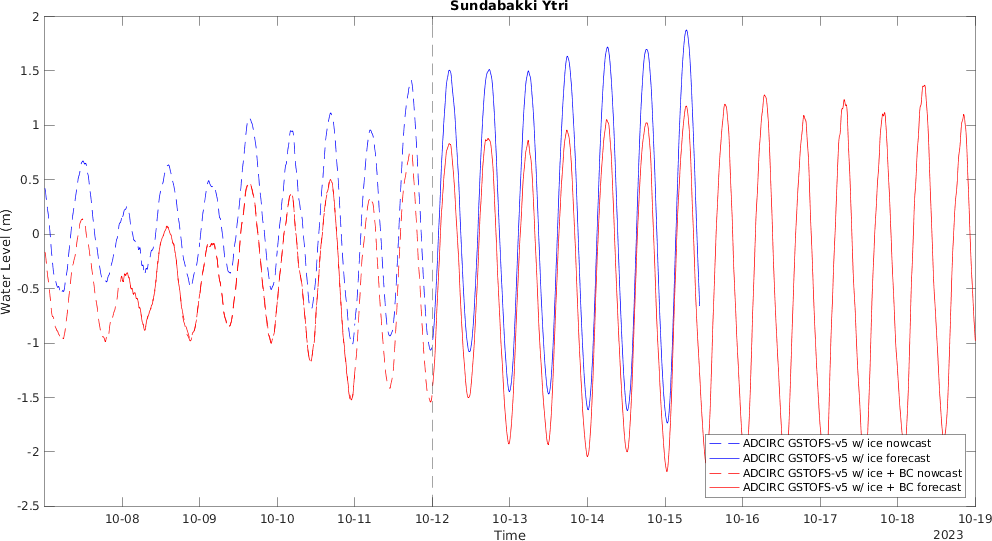 Sundabakki Ytri
Water Level (m)
2
1.5
1
0.5
0
-0.5
-1
-1.5
-2
-2.5
ADCIRC GSTOFS-v5 w/ ice nowcast
ADCIRC GSTOFS-v5 w/ ice forecast
ADCIRC GSTOFS-v5 w/ ice + BC nowcast
ADCIRC GSTOFS-v5 w/ ice + BC forecast
10-08 10-09 10-10 10-11 10-12 10-13 10-14 10-15 10-16 10-17 10-18 10-19
Time
2023